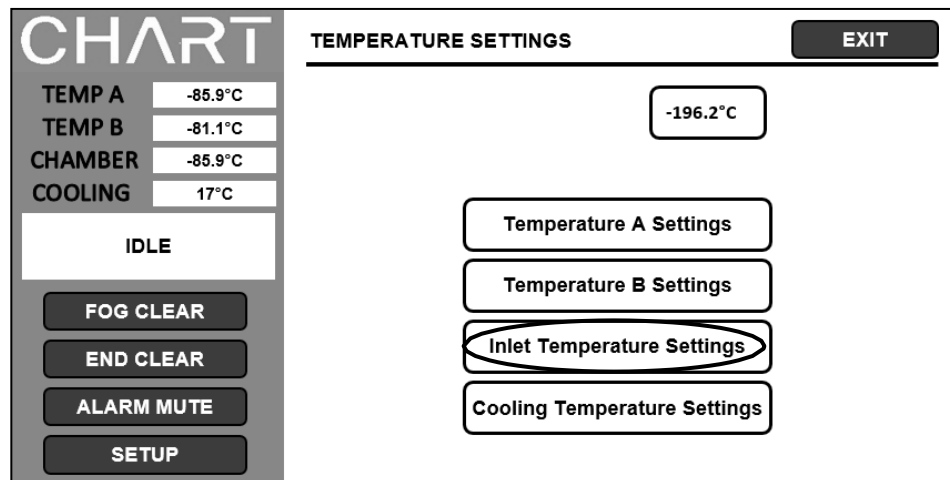 CHART
TEMP A -85.9°C
TEMP B -81.1°C
CHAMBER -85.9°C
COOLING 17°C
IDLE
FOG CLEAR
END CLEAR
ALARM MUTE
SETUP
TEMPERATURE SETTINGS
EXIT
-196.2°C
Temperature A Settings
Temperature B Settings
Inlet Temperature Settings
Cooling Temperature Settings